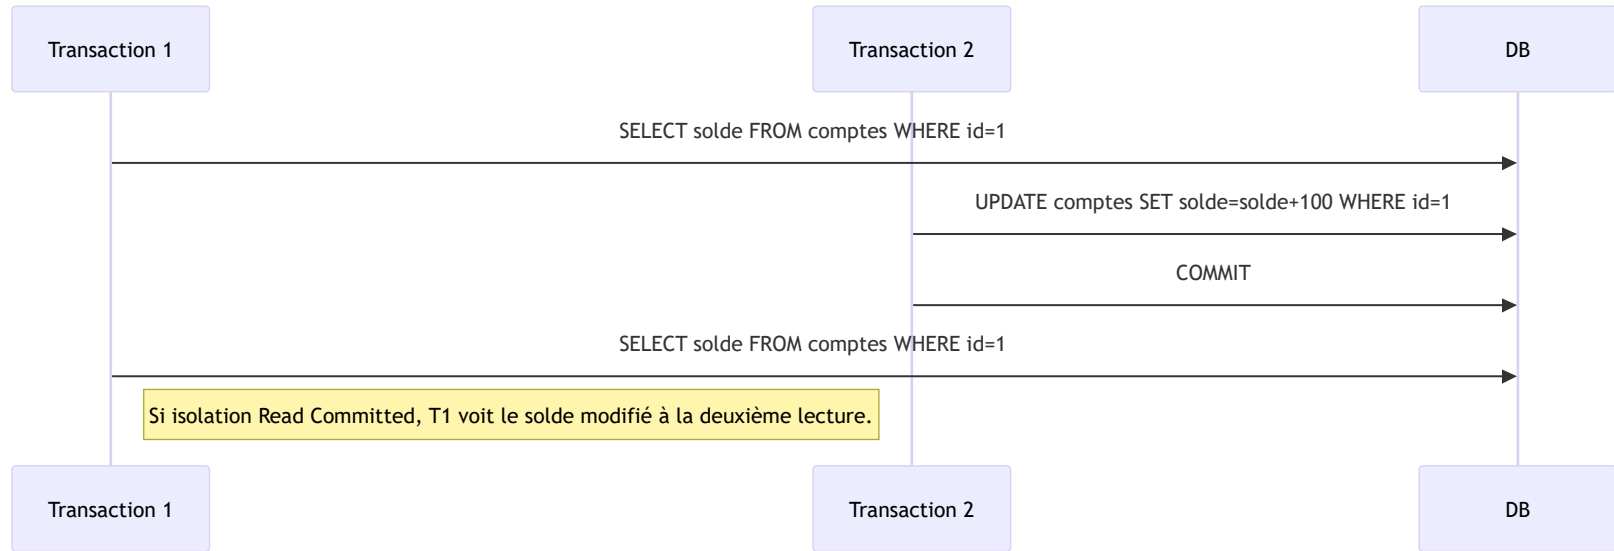 Transaction 1
Transaction 2
DB
SELECT solde FROM comptes WHERE id=1
UPDATE comptes SET solde=solde+100 WHERE id=1
COMMIT
SELECT solde FROM comptes WHERE id=1
Si isolation Read Committed, T1 voit le solde modifié à la deuxième lecture.
Transaction 1
Transaction 2
DB